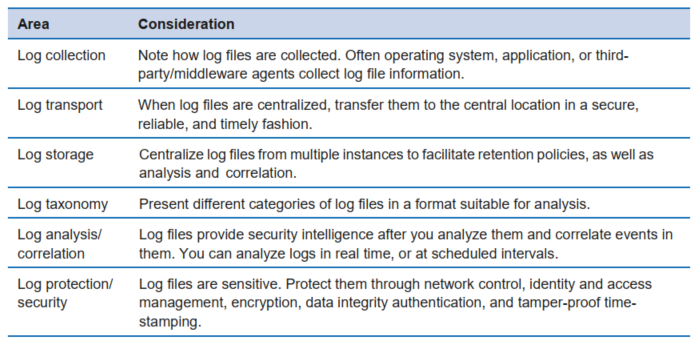 Area Consideration
Log collection Note how log files are collected. Often operating system, application, or third-
party/middleware agents collect log file information.
Log transport When log files are centralized, transfer them to the central location in a secure,
reliable, and timely fashion.
Log storage Centralize log files from multiple instances to facilitate retention policies, as well as
analysis and correlation.
Log taxonomy Present different categories of log files in a format suitable for analysis.
Log analysis/ Log files provide security intelligence after you analyze them and correlate events in
correlation them. You can analyze logs in real time, or at scheduled intervals.
Log protection/ Log files are sensitive. Protect them through network control, identity and access
security management, encryption, data integrity authentication, and tamper-proof time-
stamping.